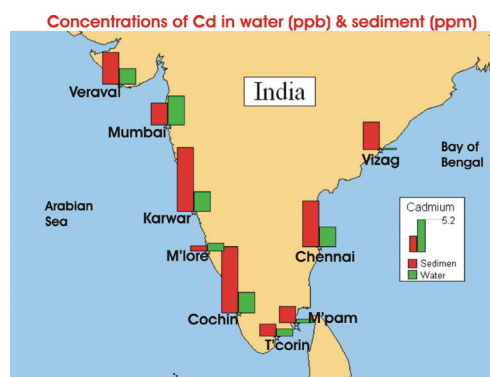 Concentrations of Cd in water (ppb) & sediment (ppm)
Veraval
India
Mumbai
Vizag
Bay of
Bengal
Arabian
Sea
Karwar
Cadmium
5.2
Sedimen
Water
M'lore
Chennai
Cochin
M'pam
T'corin